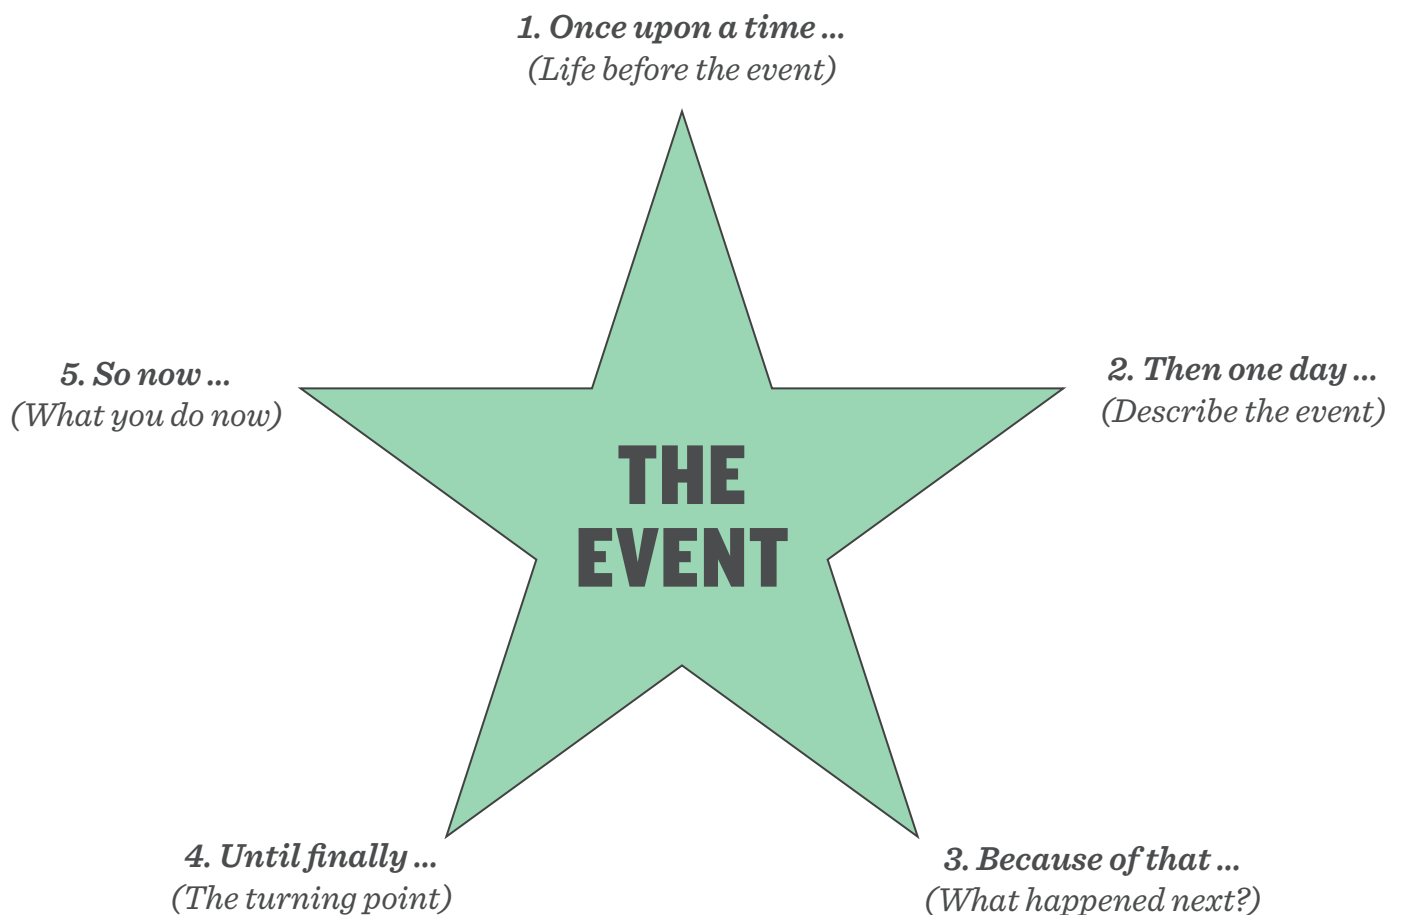 1. Once upon a time ...
(Life before the event)
2. Then one day ...
(Describe the event)
3. Because of that ...
(What happened next?)
4. Until finally ...
(The turning point)
5. So now ...
(What you do now)
THE
EVENT